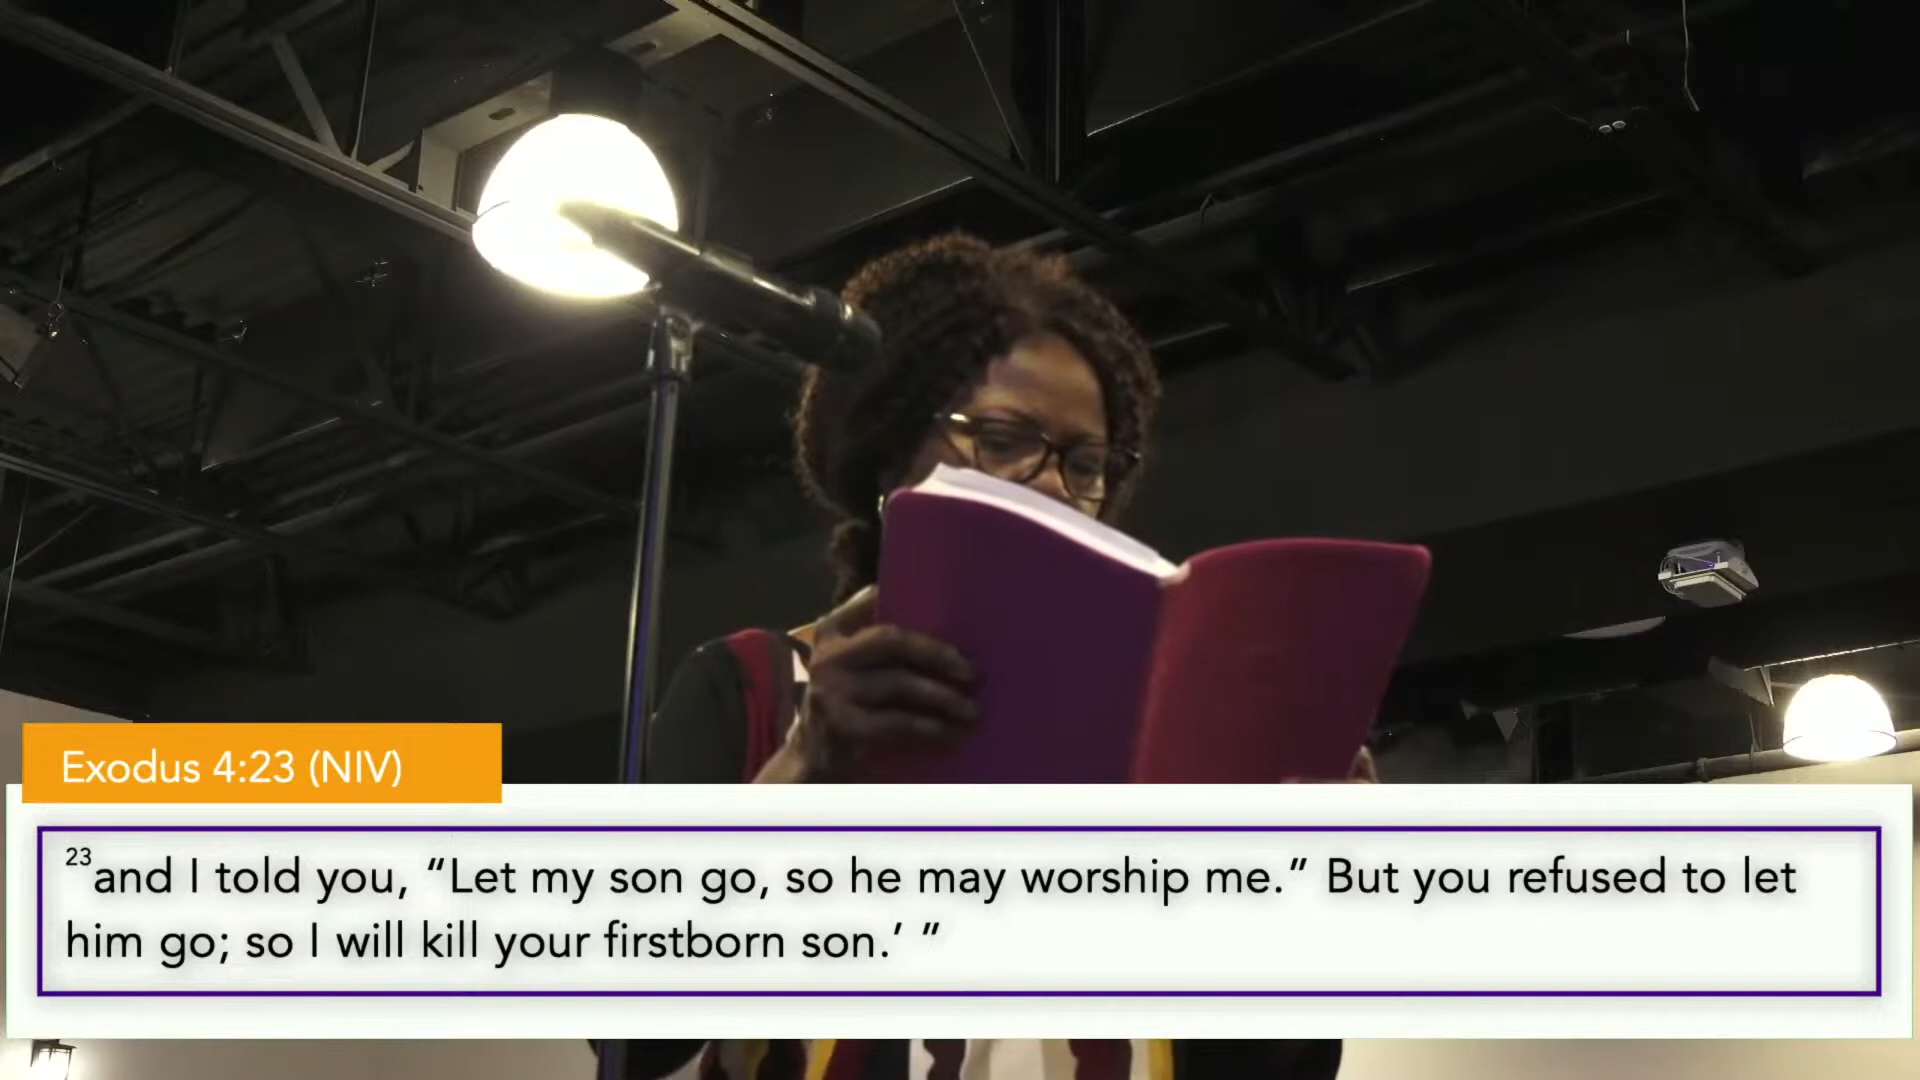 Exodus 4:23 (NIV)
23and I told you, “Let my son go, so he may worship me.” But you refused to let
him go; so I will kill your firstborn son.’ ”